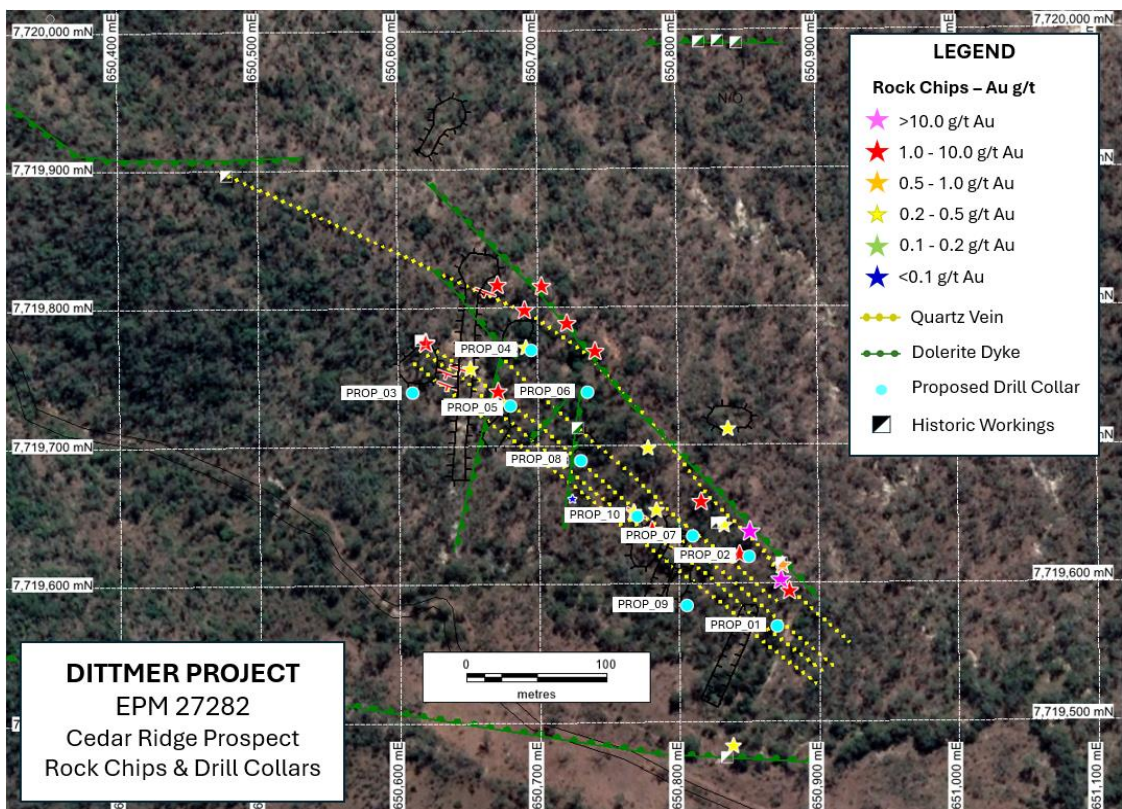 7,720,000 mN
7,720,000 mN
650,400 mE
650,500 mE
650,600 mE
650,700 mE
650,800 mE
650,900 mE
N/O
LEGEND
Rock Chips – Au g/t
>10.0 g/t Au
1.0 - 10.0 g/t Au
0.5 - 1.0 g/t Au
0.2 - 0.5 g/t Au
0.1 - 0.2 g/t Au
<0.1 g/t Au
Quartz Vein
Dolerite Dyke
Proposed Drill Collar
Historic Workings
7,719,900 mN
7,719,800 mN
PROP_04
PROP_03
PROP_06
PROP_05
7,719,700 mN
7,719,700 mN
PROP_08
PROP_10
PROP_07
PROP_02
7,719,600 mN
7,719,600 mN
PROP_09
PROP_01
DITTMER PROJECT
EPM 27282
Cedar Ridge Prospect
Rock Chips & Drill Collars
0 100
metres
7,719,500 mN
650,600 mE
650,700 mE
650,800 mE
650,900 mE
651,000 mE
651,100 mE